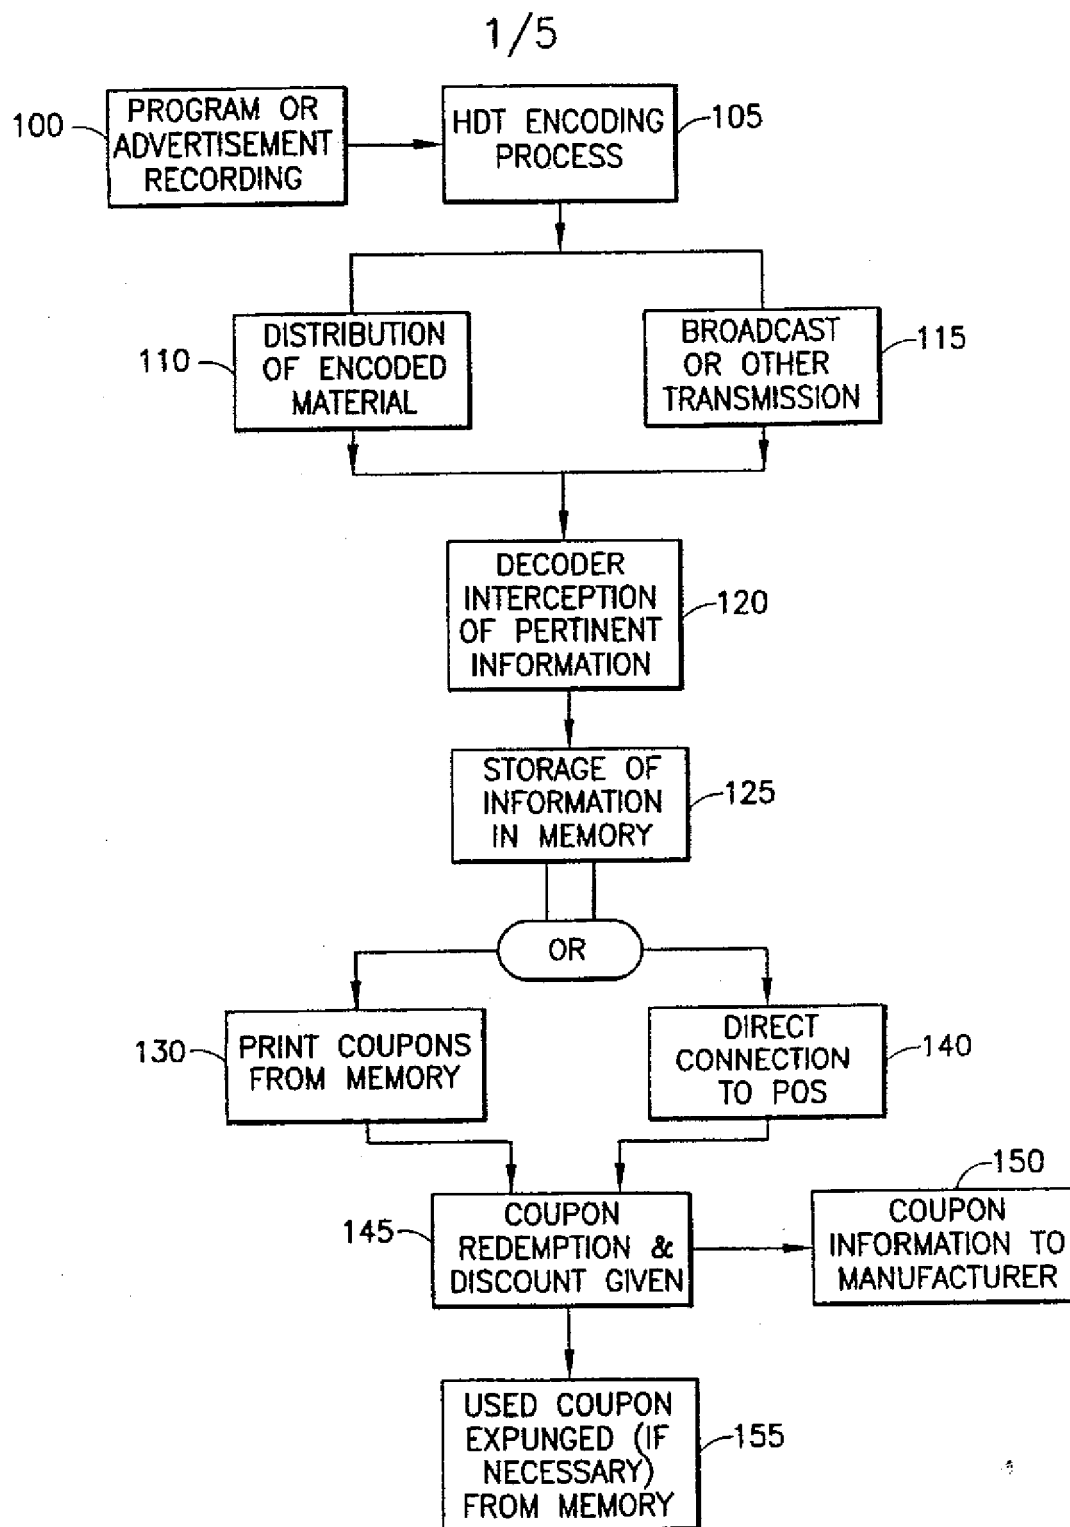 1/5
100
PROGRAM OR
ADVERTISEMENT
RECORDING
HDT ENCODING
PROCESS
105
110
DISTRIBUTION
OF ENCODED
MATERIAL
BROADCAST
OR OTHER
TRANSMISSION
115
DECODER
INTERCEPTION
OF PERTINENT
INFORMATION
120
STORAGE OF
INFORMATION
IN MEMORY
125
OR
130
PRINT COUPONS
FROM MEMORY
DIRECT
CONNECTION
TO POS
140
145
COUPON
REDEMPTION &
DISCOUNT GIVEN
150
COUPON
INFORMATION TO
MANUFACTURER
USED COUPON
EXPUNGED (IF
NECESSARY)
FROM MEMORY
155